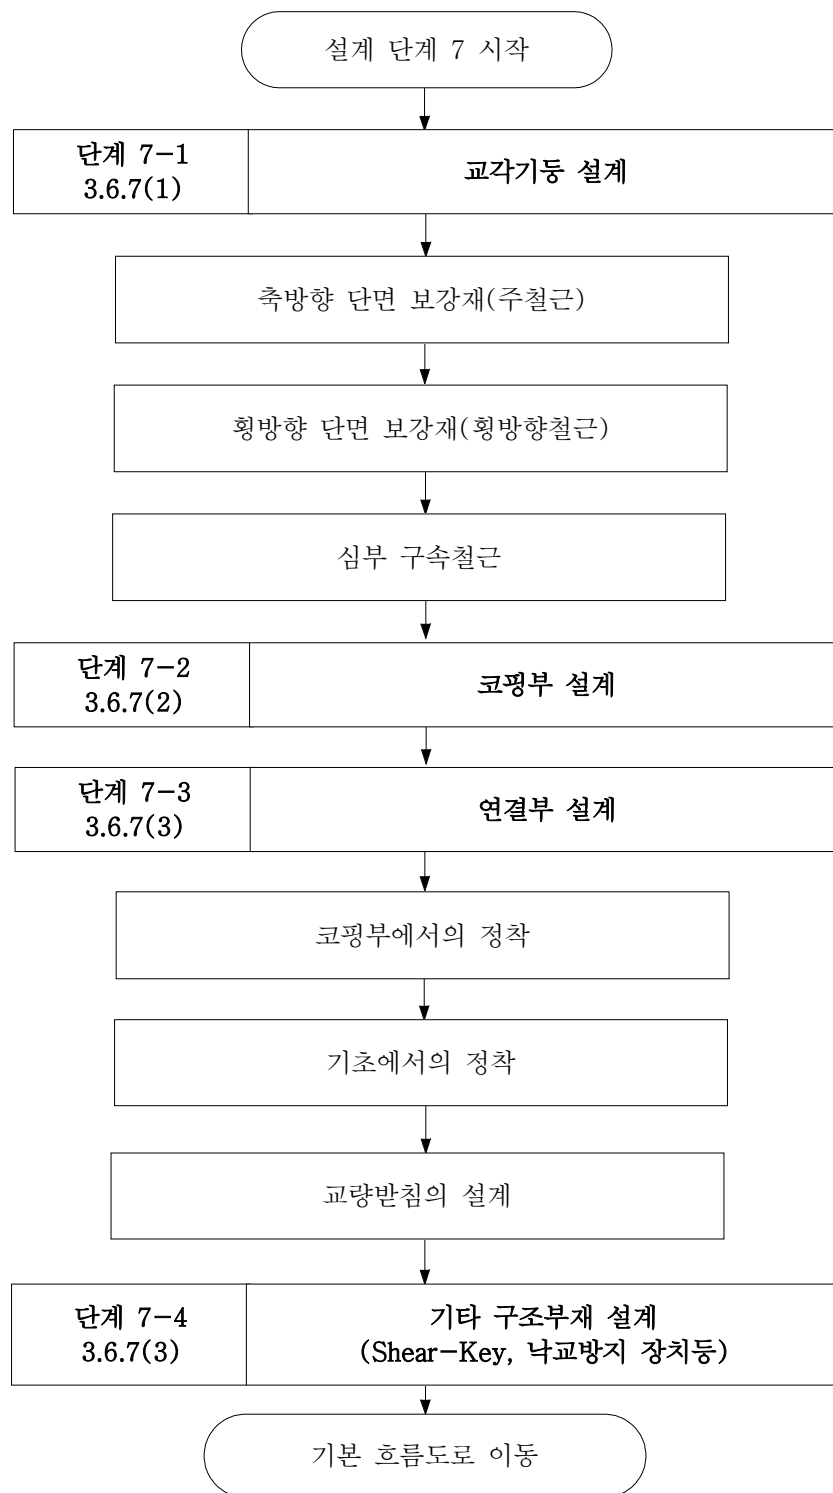 설계 단계 7 시작
단계 7-1
3.6.7(1)
교각기둥 설계
축방향 단면 보강재(주철근)
횡방향 단면 보강재(횡방향철근)
심부 구속철근
단계 7-2
3.6.7(2)
코핑부 설계
단계 7-3
3.6.7(3)
연결부 설계
코핑부에서의 정착
기초에서의 정착
교량받침의 설계
단계 7-4
3.6.7(3)
기타 구조부재 설계
(Shear-Key, 낙교방지 장치등)
기본 흐름도로 이동